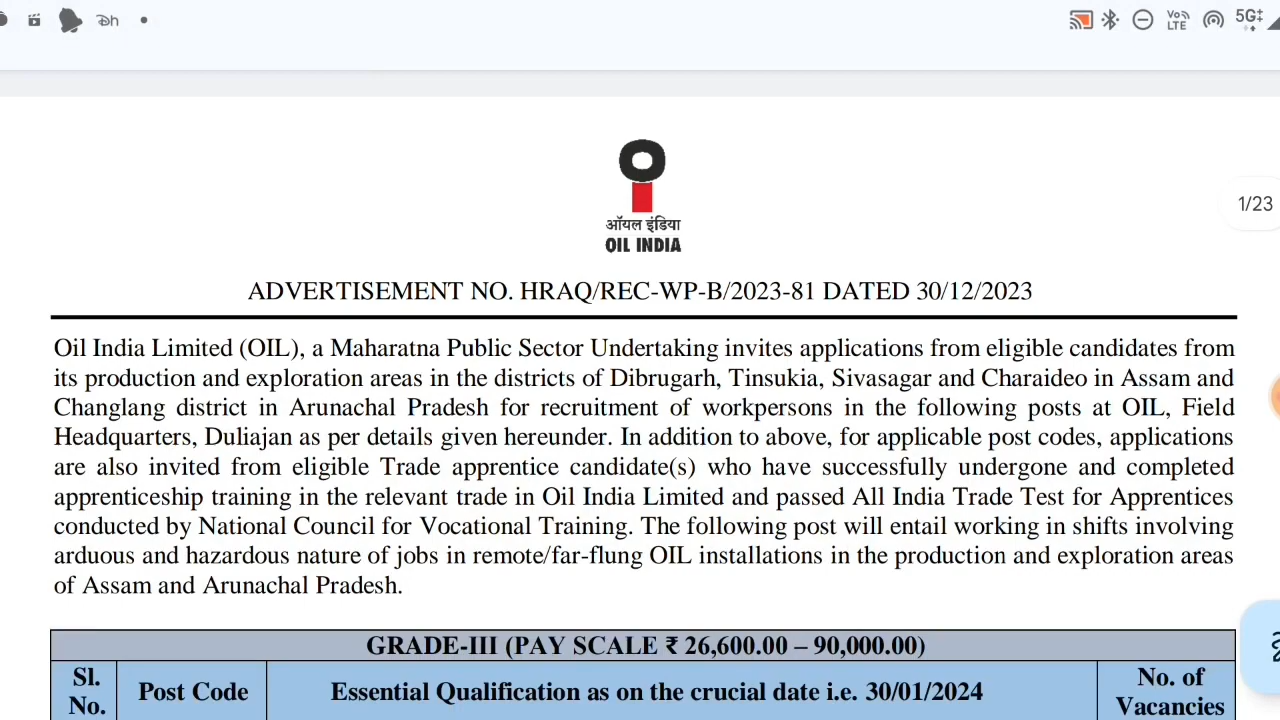 Vo))
LTE
5G
1/23
ऑयल इंडिया
OIL INDIA
ADVERTISEMENT NO. HRAQ/REC-WP-B/2023-81 DATED 30/12/2023
Oil India Limited (OIL), a Maharatna Public Sector Undertaking invites applications from eligible candidates from
its production and exploration areas in the districts of Dibrugarh, Tinsukia, Sivasagar and Charaideo in Assam and
Changlang district in Arunachal Pradesh for recruitment of workpersons in the following posts at OIL, Field
Headquarters, Duliajan as per details given hereunder. In addition to above, for applicable post codes, applications
are also invited from eligible Trade apprentice candidate(s) who have successfully undergone and completed
apprenticeship training in the relevant trade in Oil India Limited and passed All India Trade Test for Apprentices
conducted by National Council for Vocational Training. The following post will entail working in shifts involving
arduous and hazardous nature of jobs in remote/far-flung OIL installations in the production and exploration areas
of Assam and Arunachal Pradesh.
GRADE-III (PAY SCALE ₹ 26,600.00 – 90,000.00)
Sl.
No.
Post Code
Essential Qualification as on the crucial date i.e. 30/01/2024
No. of
Vacancies